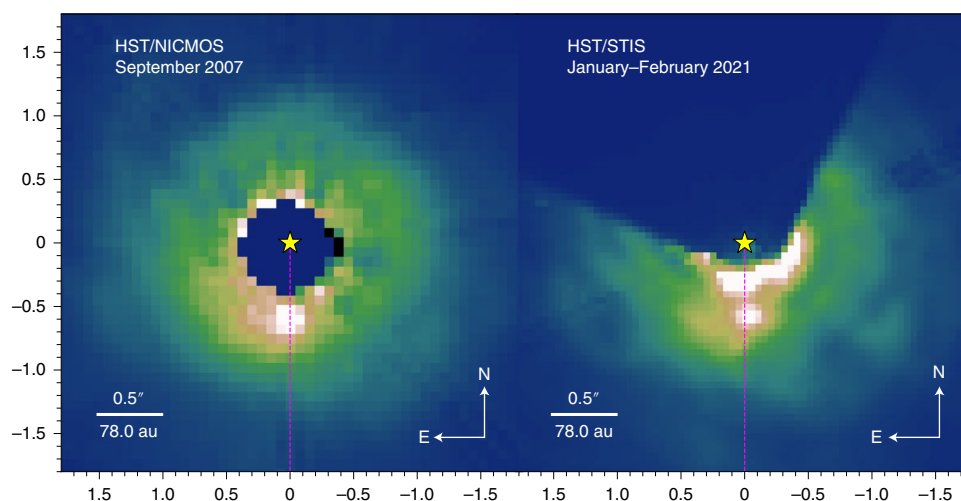 HST/NICMOS
September 2007
HST/STIS
January–February 2021
1.5
1.0
0.5
0
−0.5
−1.0
−1.5
0.5″
78.0 au
N
E
0.5″
78.0 au
N
E
1.5 1.0 0.5 0 −0.5 −1.0 −1.5
1.5 1.0 0.5 0 −0.5 −1.0 −1.5